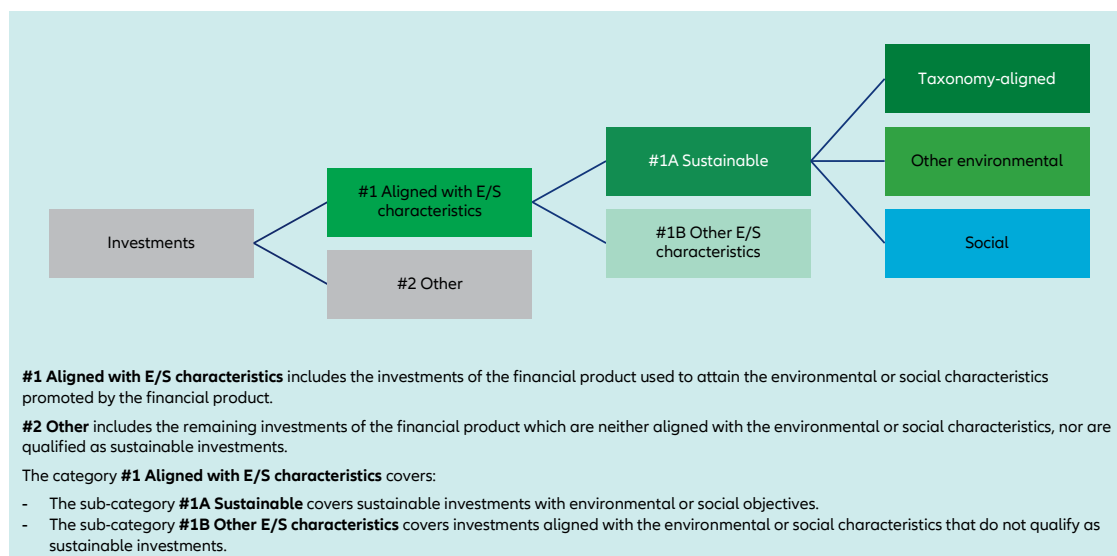 Taxonomy-aligned
#1A Sustainable
Other environmental
#1 Aligned with E/S
characteristics
Investments
#1B Other E/S
characteristics
Social
#2 Other
#1 Aligned with E/S characteristics includes the investments of the financial product used to attain the environmental or social characteristics
promoted by the financial product.
#2 Other includes the remaining investments of the financial product which are neither aligned with the environmental or social characteristics, nor are
qualified as sustainable investments.
The category #1 Aligned with E/S characteristics covers:
- The sub-category #1A Sustainable covers sustainable investments with environmental or social objectives.
- The sub-category #1B Other E/S characteristics covers investments aligned with the environmental or social characteristics that do not qualify as
sustainable investments.